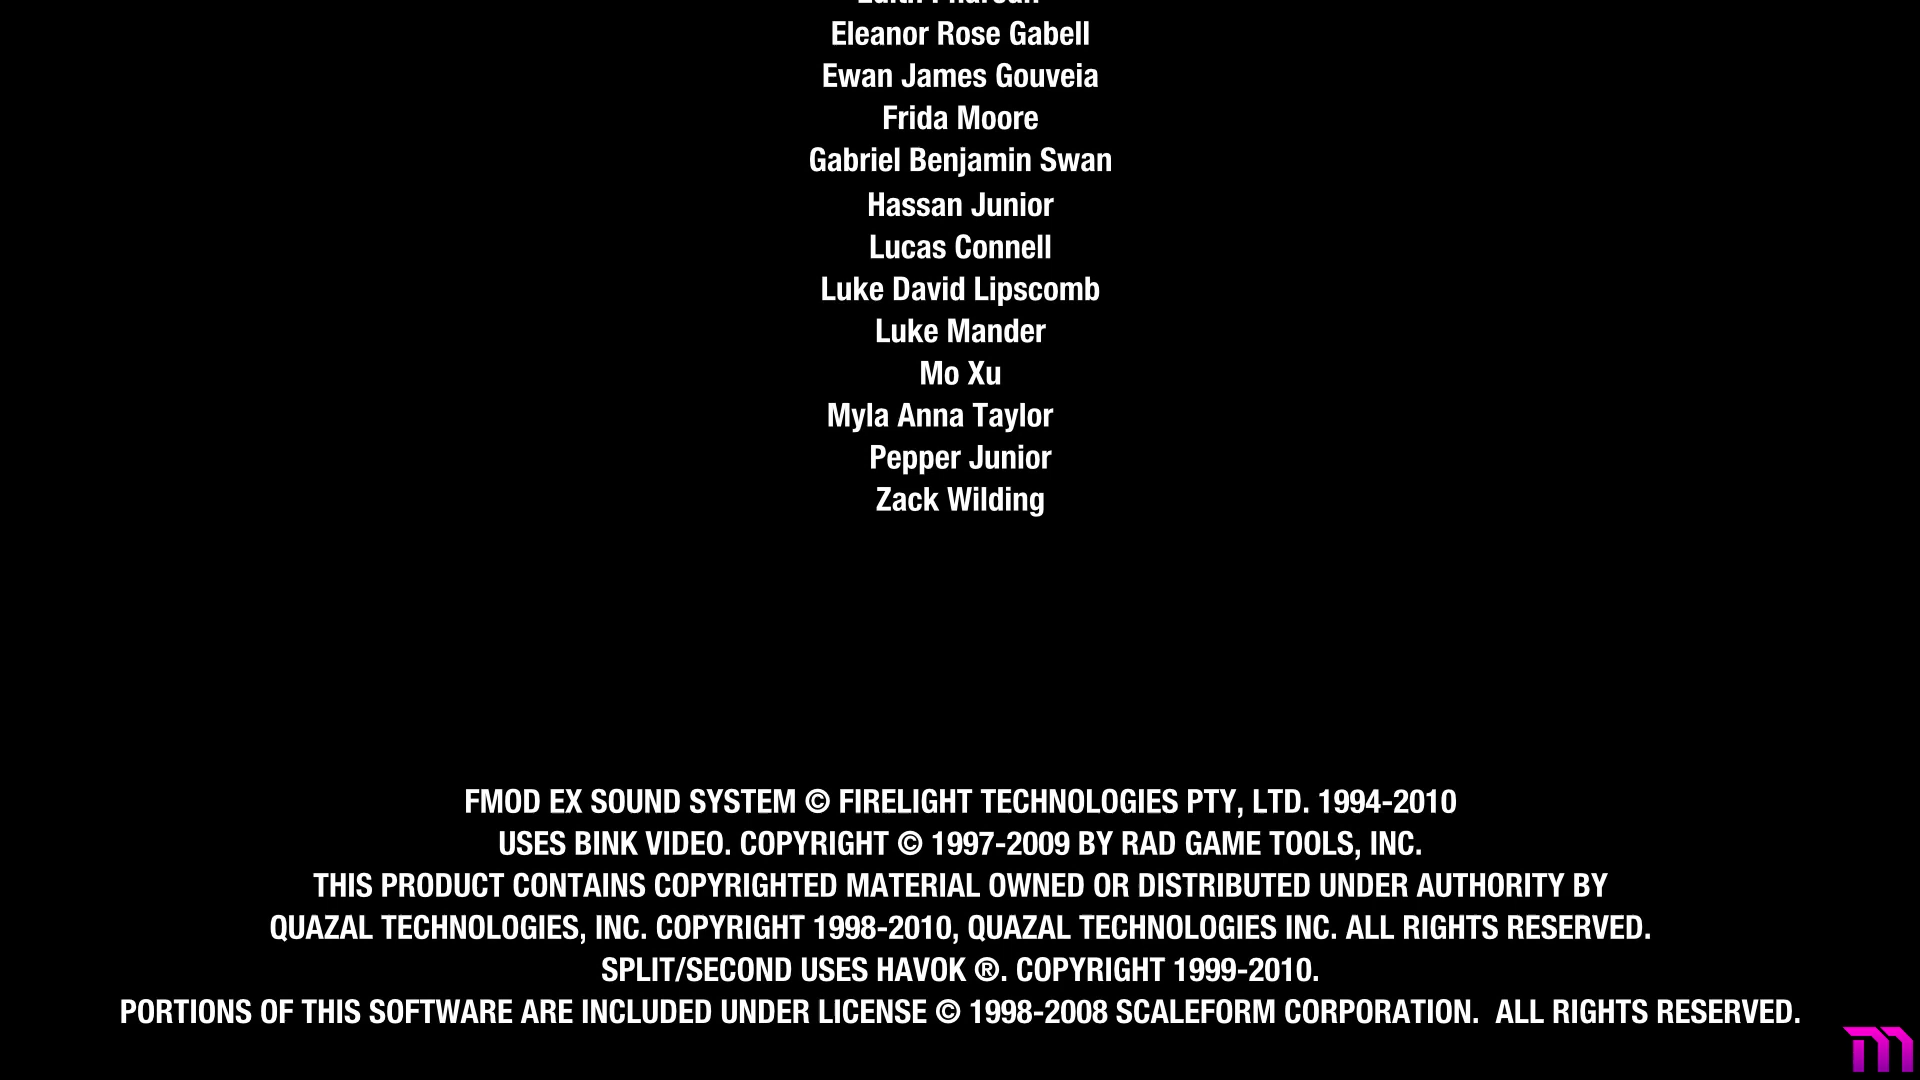 Eleanor Rose Gabell
Ewan James Gouveia
Frida Moore
Gabriel Benjamin Swan
Hassan Junior
Lucas Connell
Luke David Lipscomb
Luke Mander
Mo Xu
Myla Anna Taylor
Pepper Junior
Zack Wilding
FMOD EX SOUND SYSTEM © FIRELIGHT TECHNOLOGIES PTY, LTD. 1994-2010
USES BINK VIDEO. COPYRIGHT © 1997-2009 BY RAD GAME TOOLS, INC.
THIS PRODUCT CONTAINS COPYRIGHTED MATERIAL OWNED OR DISTRIBUTED UNDER AUTHORITY BY
QUAZAL TECHNOLOGIES, INC. COPYRIGHT 1998-2010, QUAZAL TECHNOLOGIES INC. ALL RIGHTS RESERVED.
SPLIT/SECOND USES HAVOK ®. COPYRIGHT 1999-2010.
PORTIONS OF THIS SOFTWARE ARE INCLUDED UNDER LICENSE © 1998-2008 SCALEFORM CORPORATION.  ALL RIGHTS RESERVED.